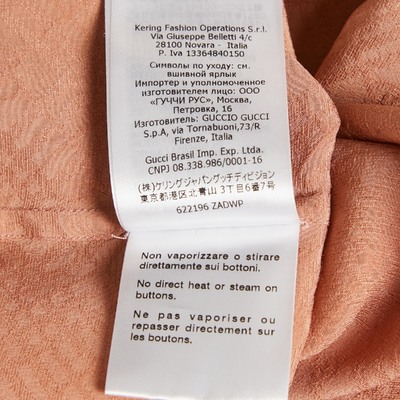 Kering Fashion Operations S.r.l.
Via Giuseppe Belletti 4/c
28100 Novara - Italia
P. Iva 13364840150
Символы по уходу: см.
вшивной ярлык
Импортер и уполномоченное
изготовителем лицо: ООО
«ГУЧЧИ РУС», Москва,
Петровка, 16
Изготовитель: GUCCIO GUCCI
S.p.A, via Tornabuoni,73/R
Firenze, Italia
Gucci Brasil Imp. Exp. Ltda.
CNPJ 08.338.986/0001-16
(株)ケリングジャパングッチディビジョン
東京都港区北青山3丁目6番7号
622196 ZADWP
Non vaporizzare o stirare
direttamente sui bottoni.
No direct heat or steam on
buttons.
Ne pas vaporiser ou
repasser directement sur
les boutons.